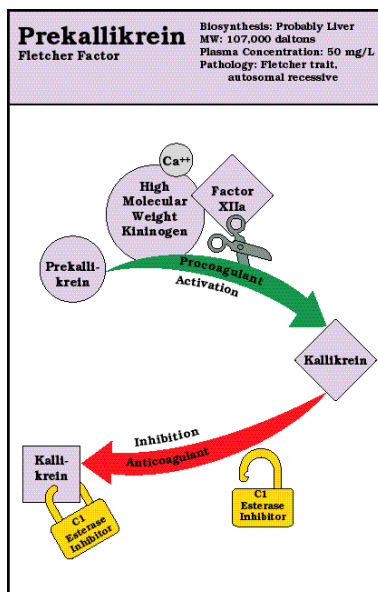 Prekallikrein
Fletcher Factor
Biosynthesis: Probably Liver
MW: 107,000 daltons
Plasma Concentration: 50 mg/L
Pathology: Fletcher trait,
autosomal recessive
Ca++
High
Molecular
Weight
Kininogen
Factor
XIIa
Prekalli-
krein
Procoagulant
Activation
Kallikrein
Inhibition
Anticoagulant
Kalli-
krein
C1
Esterase
Inhibitor
C1
Esterase
Inhibitor